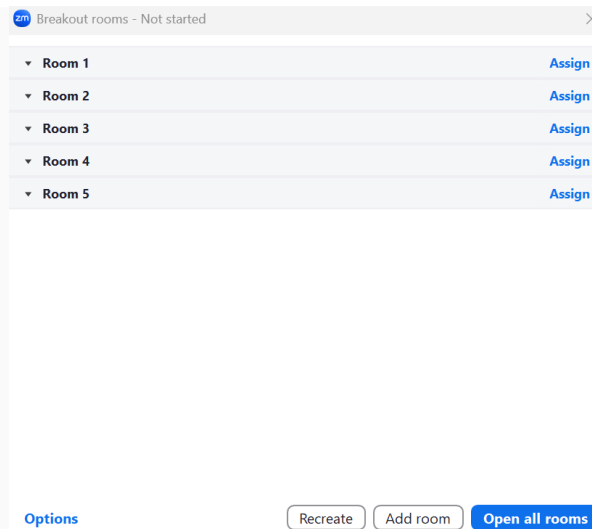 zm Breakout rooms - Not started
Room 1 Assign
Room 2 Assign
Room 3 Assign
Room 4 Assign
Room 5 Assign
Options Recreate Add room Open all rooms